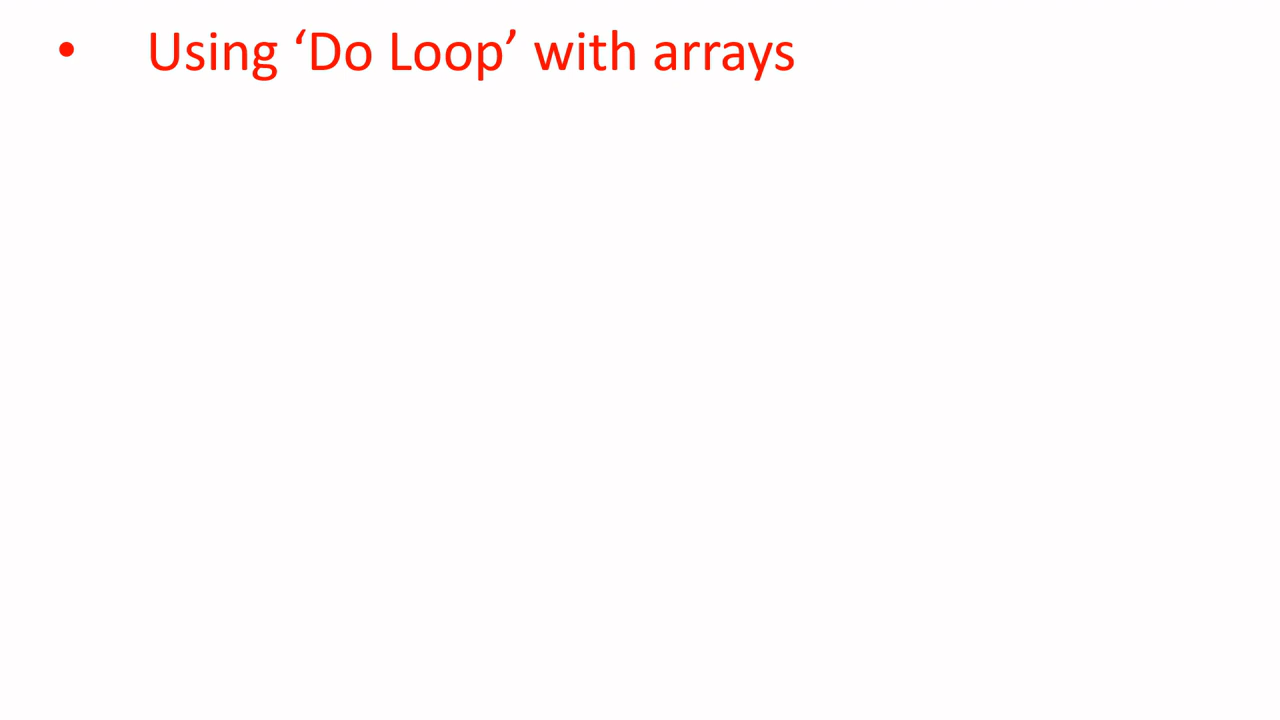 • Using ‘Do Loop’ with arrays